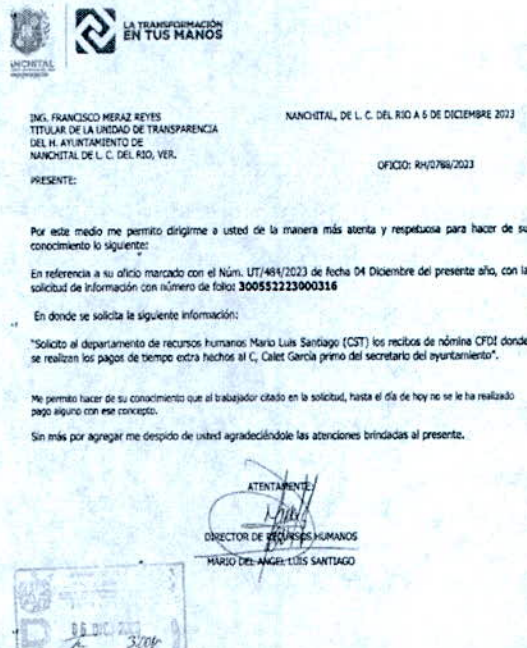 NCHITAL
LA TRANSFORMACIÓN
EN TUS MANOS
ING. FRANCISCO MERAZ REYES
TITULAR DE LA UNIDAD DE TRANSPARENCIA
DEL H. AYUNTAMIENTO DE
NANCHITAL DE L. C. DEL RIO, VER.
PRESENTE:
NANCHITAL, DE L. C. DEL RIO A 6 DE DICIEMBRE 2023
OFICIO: RH/0788/2023
Por este medio me permito dirigirme a usted de la manera más atenta y respetuosa para hacer de su
conocimiento lo siguiente:
En referencia a su oficio marcado con el Núm. UT/484/2023 de fecha 04 Diciembre del presente año, con la
solicitud de información con número de folio: 300552223000316
En donde se solicita la siguiente información:
"Solicito al departamento de recursos humanos Mario Luis Santiago (CST) los recibos de nómina CFDI donde
se realizan los pagos de tiempo extra hechos al C, Calet García primo del secretario del ayuntamiento".
Me permito hacer de su conocimiento que al trabajador citado en la solicitud, hasta el día de hoy no se le ha realizado
pago alguno con ese concepto.
Sin más por agregar me despido de usted agradeciéndole las atenciones brindadas al presente.
ATENTAMENTE:
DIRECTOR DE RECURSOS HUMANOS
MARIO DEL ANGEL LUIS SANTIAGO
06 DIC. 2023